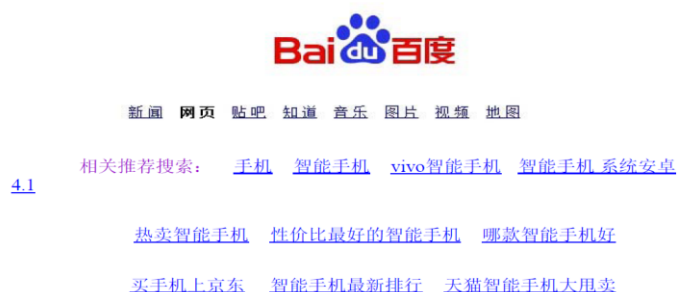 Bai du 百度
新闻 网页 贴吧 知道 音乐 图片 视频 地图
相关推荐搜索： 手机 智能手机 vivo智能手机 智能手机 系统安卓
4.1
热卖智能手机 性价比最好的智能手机 哪款智能手机好
买手机上京东 智能手机最新排行 天猫智能手机大甩卖